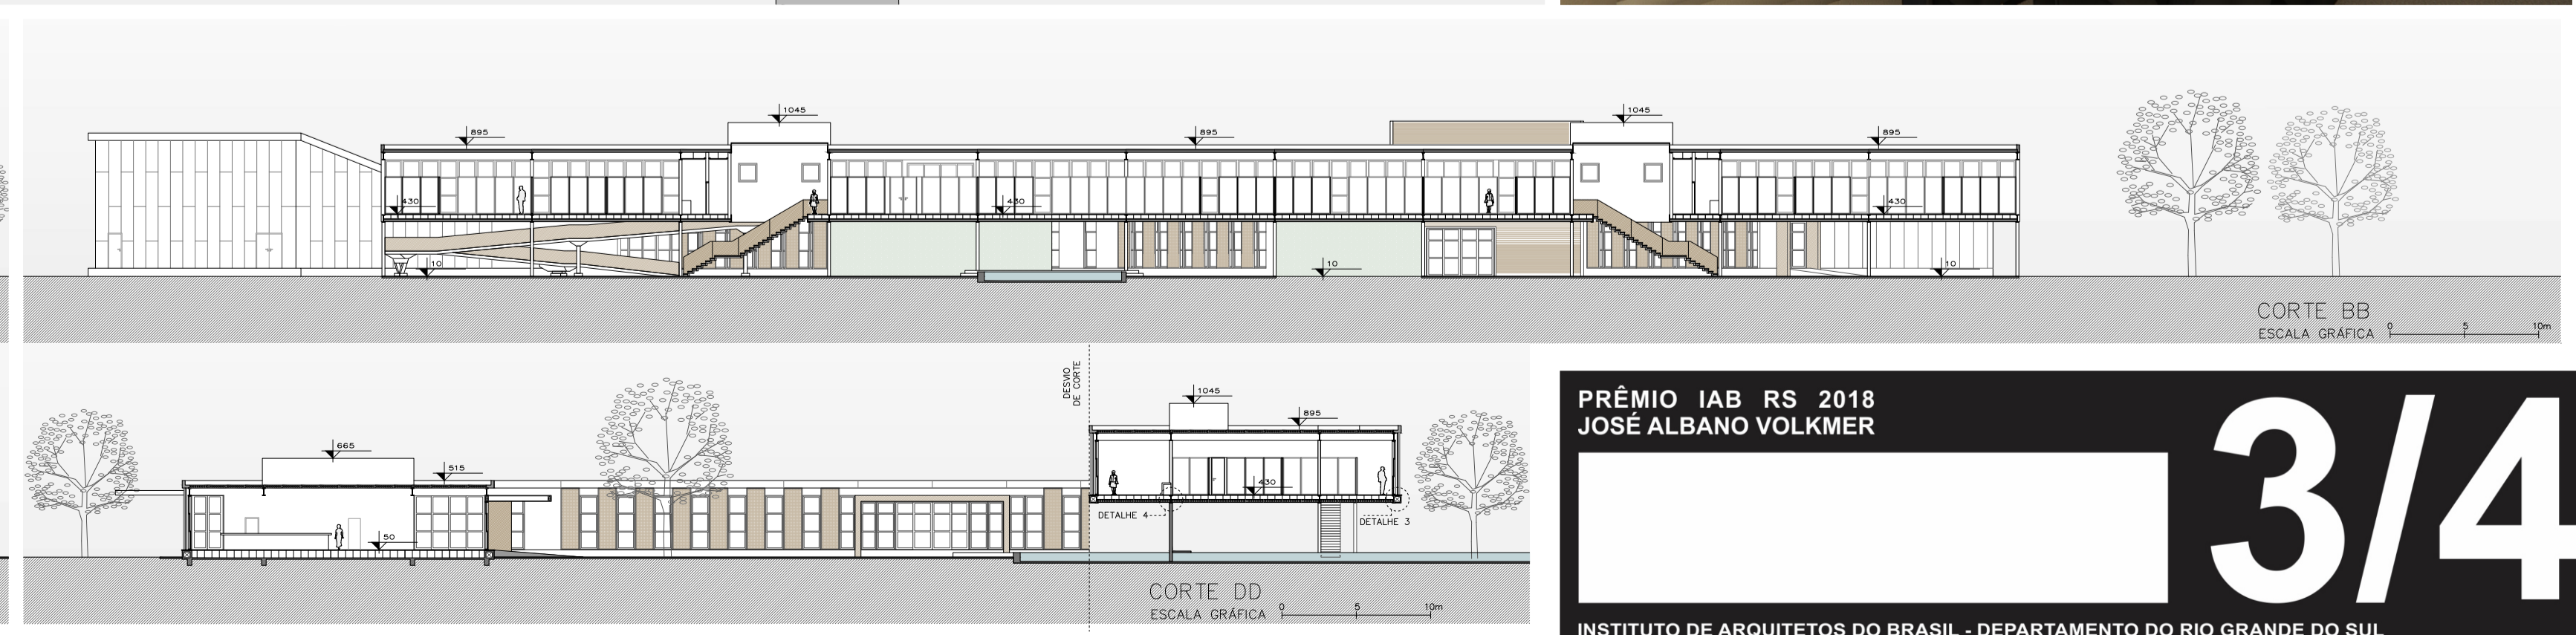 1045
1045
895
895
895
430
430
430
10
10
10
CORTE BB
ESCALA GRÁFICA 0 5 10m
DESVIO
DE CORTE
1045
895
665
515
430
50
DETALHE 4
DETALHE 3
CORTE DD
ESCALA GRÁFICA 0 5 10m
PRÊMIO IAB RS 2018
JOSÉ ALBANO VOLKMER
3/4
INSTITUTO DE ARQUITETOS DO BRASIL - DEPARTAMENTO DO RIO GRANDE DO SUL